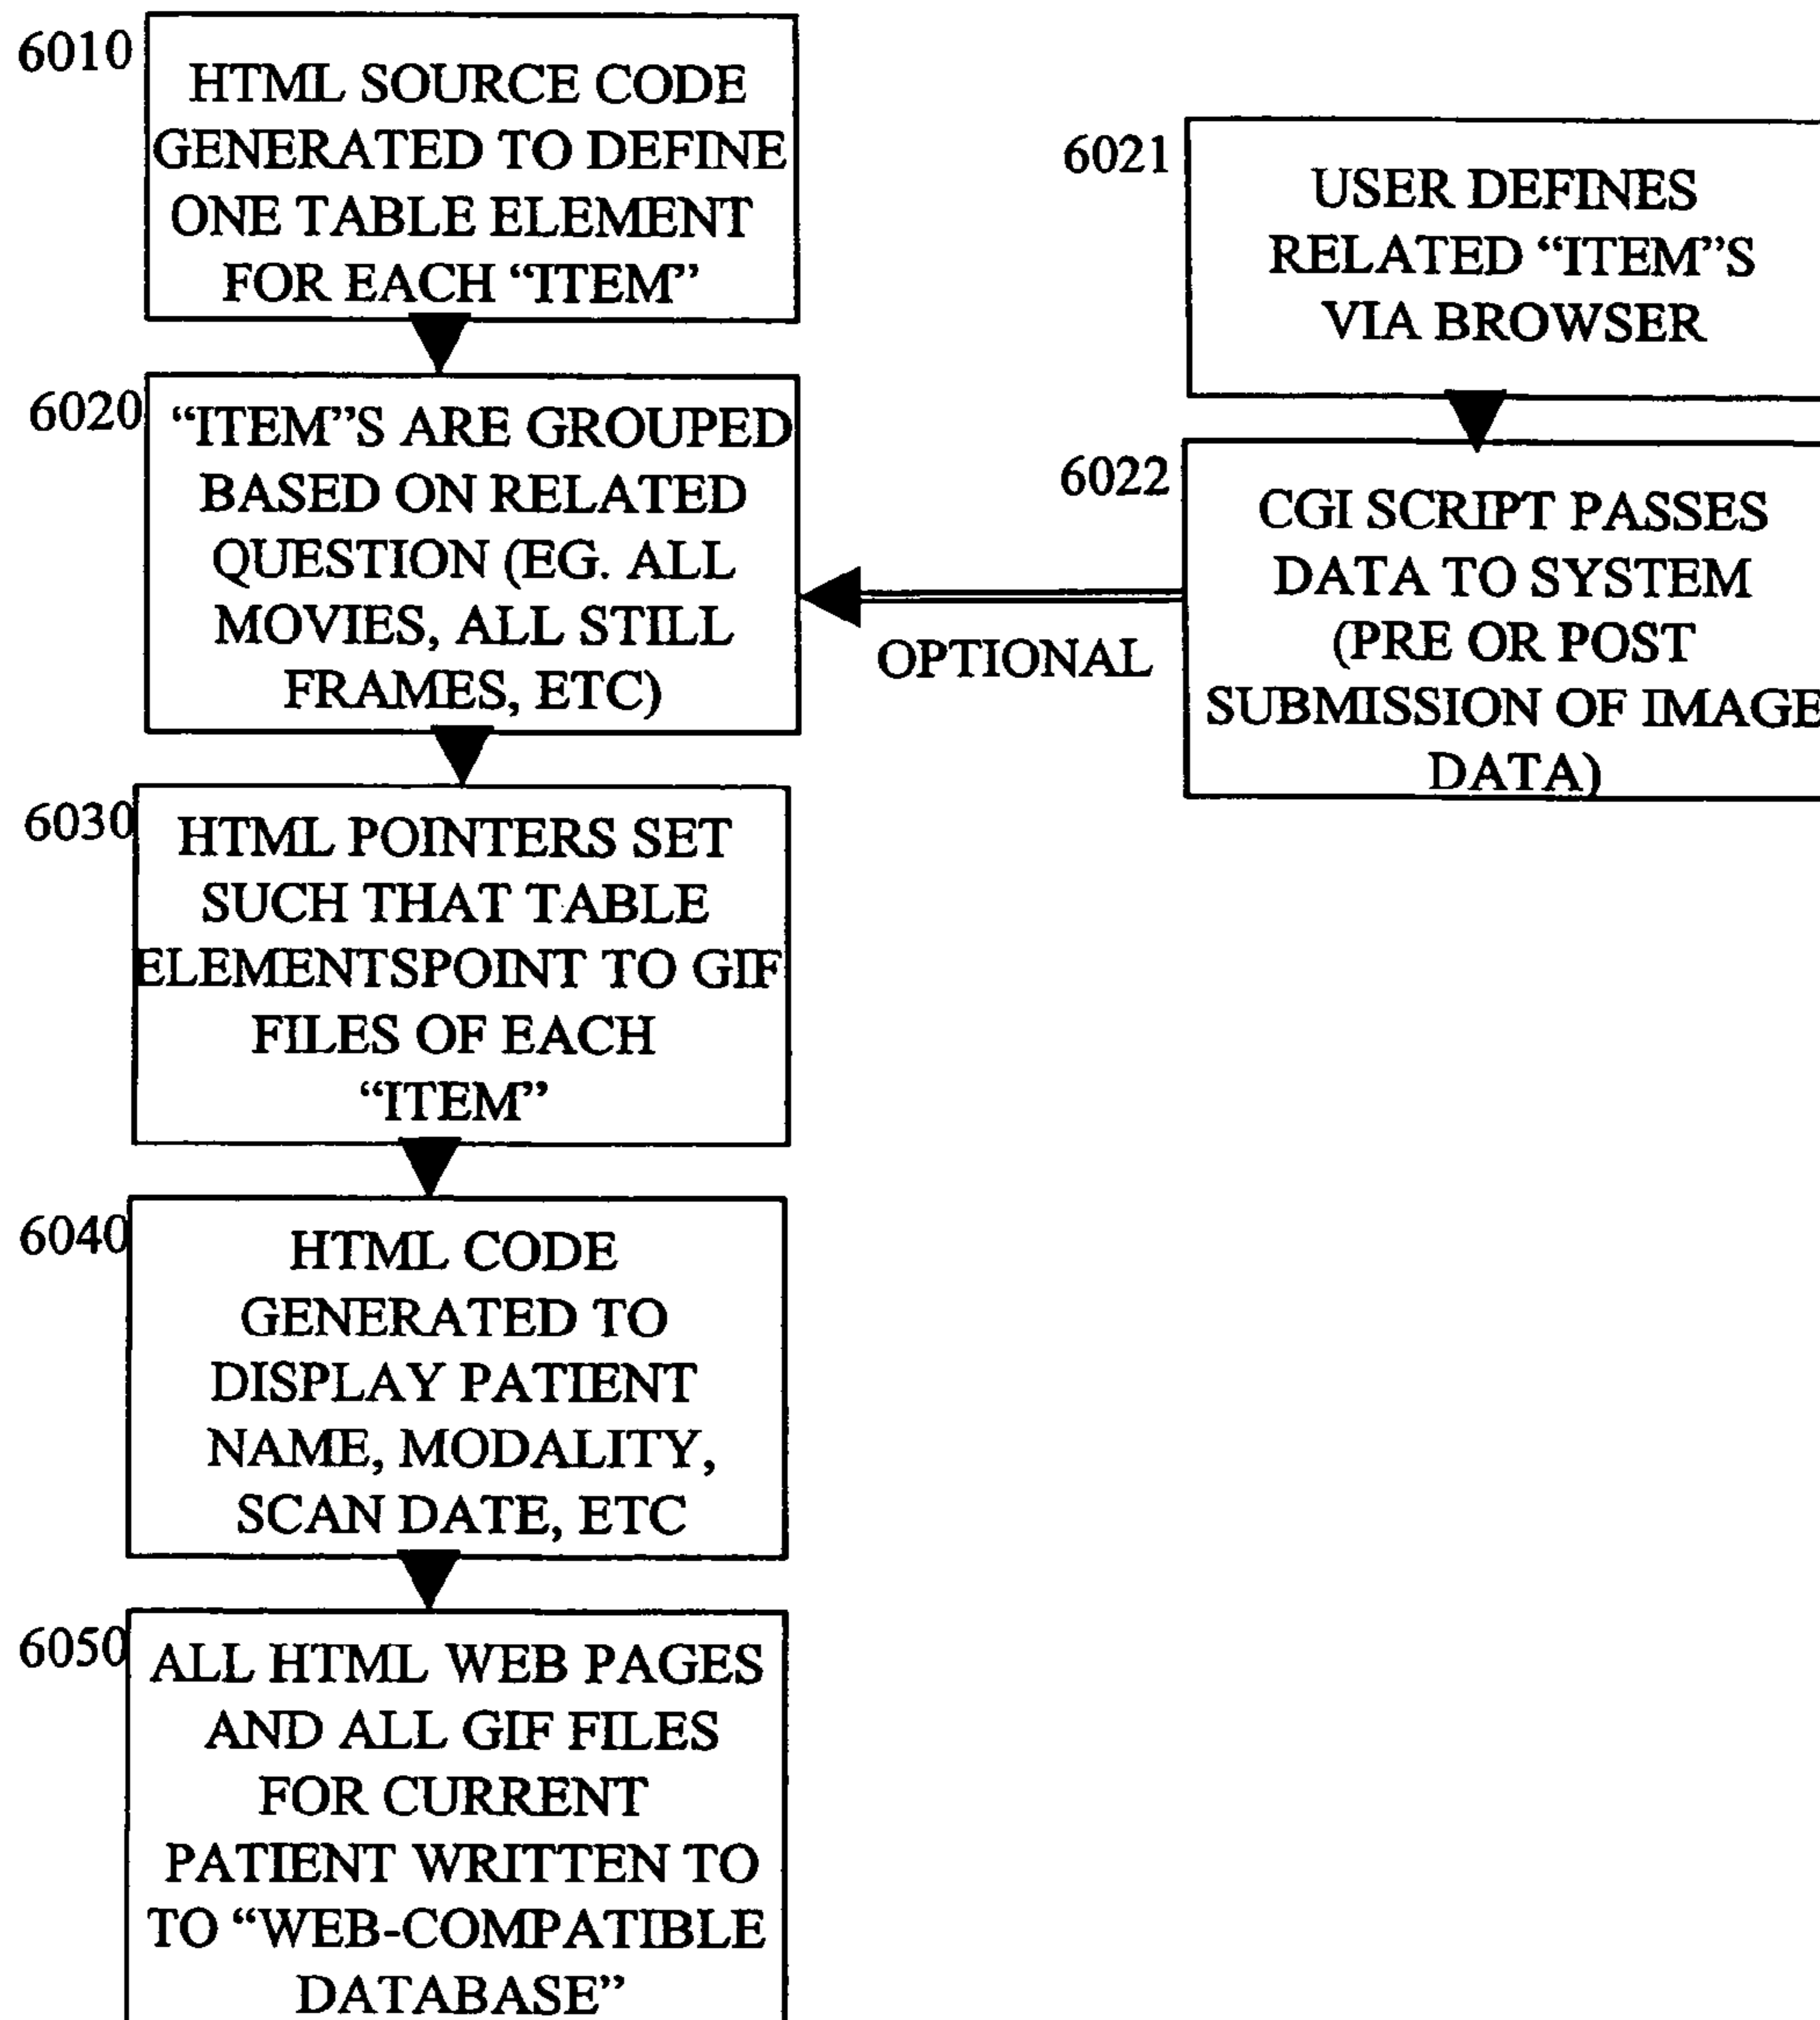 6010
HTML SOURCE CODE
GENERATED TO DEFINE
ONE TABLE ELEMENT
FOR EACH “ITEM”
6020
“ITEM”S ARE GROUPED
BASED ON RELATED
QUESTION (EG. ALL
MOVIES, ALL STILL
FRAMES, ETC)
6021
USER DEFINES
RELATED “ITEM”S
VIA BROWSER
6022
CGI SCRIPT PASSES
DATA TO SYSTEM
(PRE OR POST
SUBMISSION OF IMAGE
DATA)
OPTIONAL
6030
HTML POINTERS SET
SUCH THAT TABLE
ELEMENTSPOINT TO GIF
FILES OF EACH
“ITEM”
6040
HTML CODE
GENERATED TO
DISPLAY PATIENT
NAME, MODALITY,
SCAN DATE, ETC
6050
ALL HTML WEB PAGES
AND ALL GIF FILES
FOR CURRENT
PATIENT WRITTEN TO
TO “WEB-COMPATIBLE
DATABASE”